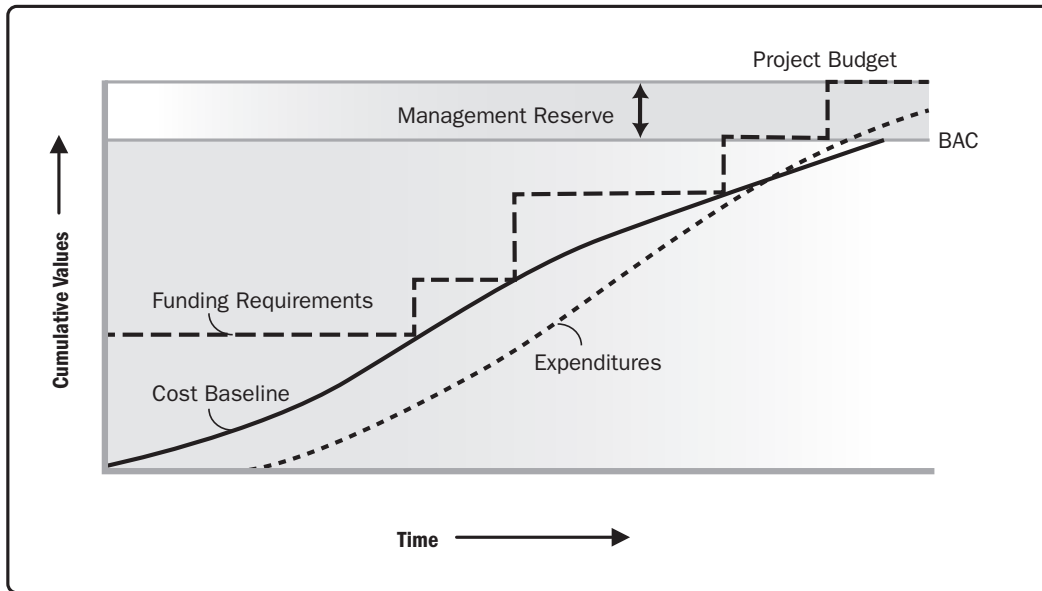 Project Budget
Management Reserve
BAC
Cumulative Values
Funding Requirements
Expenditures
Cost Baseline
Time